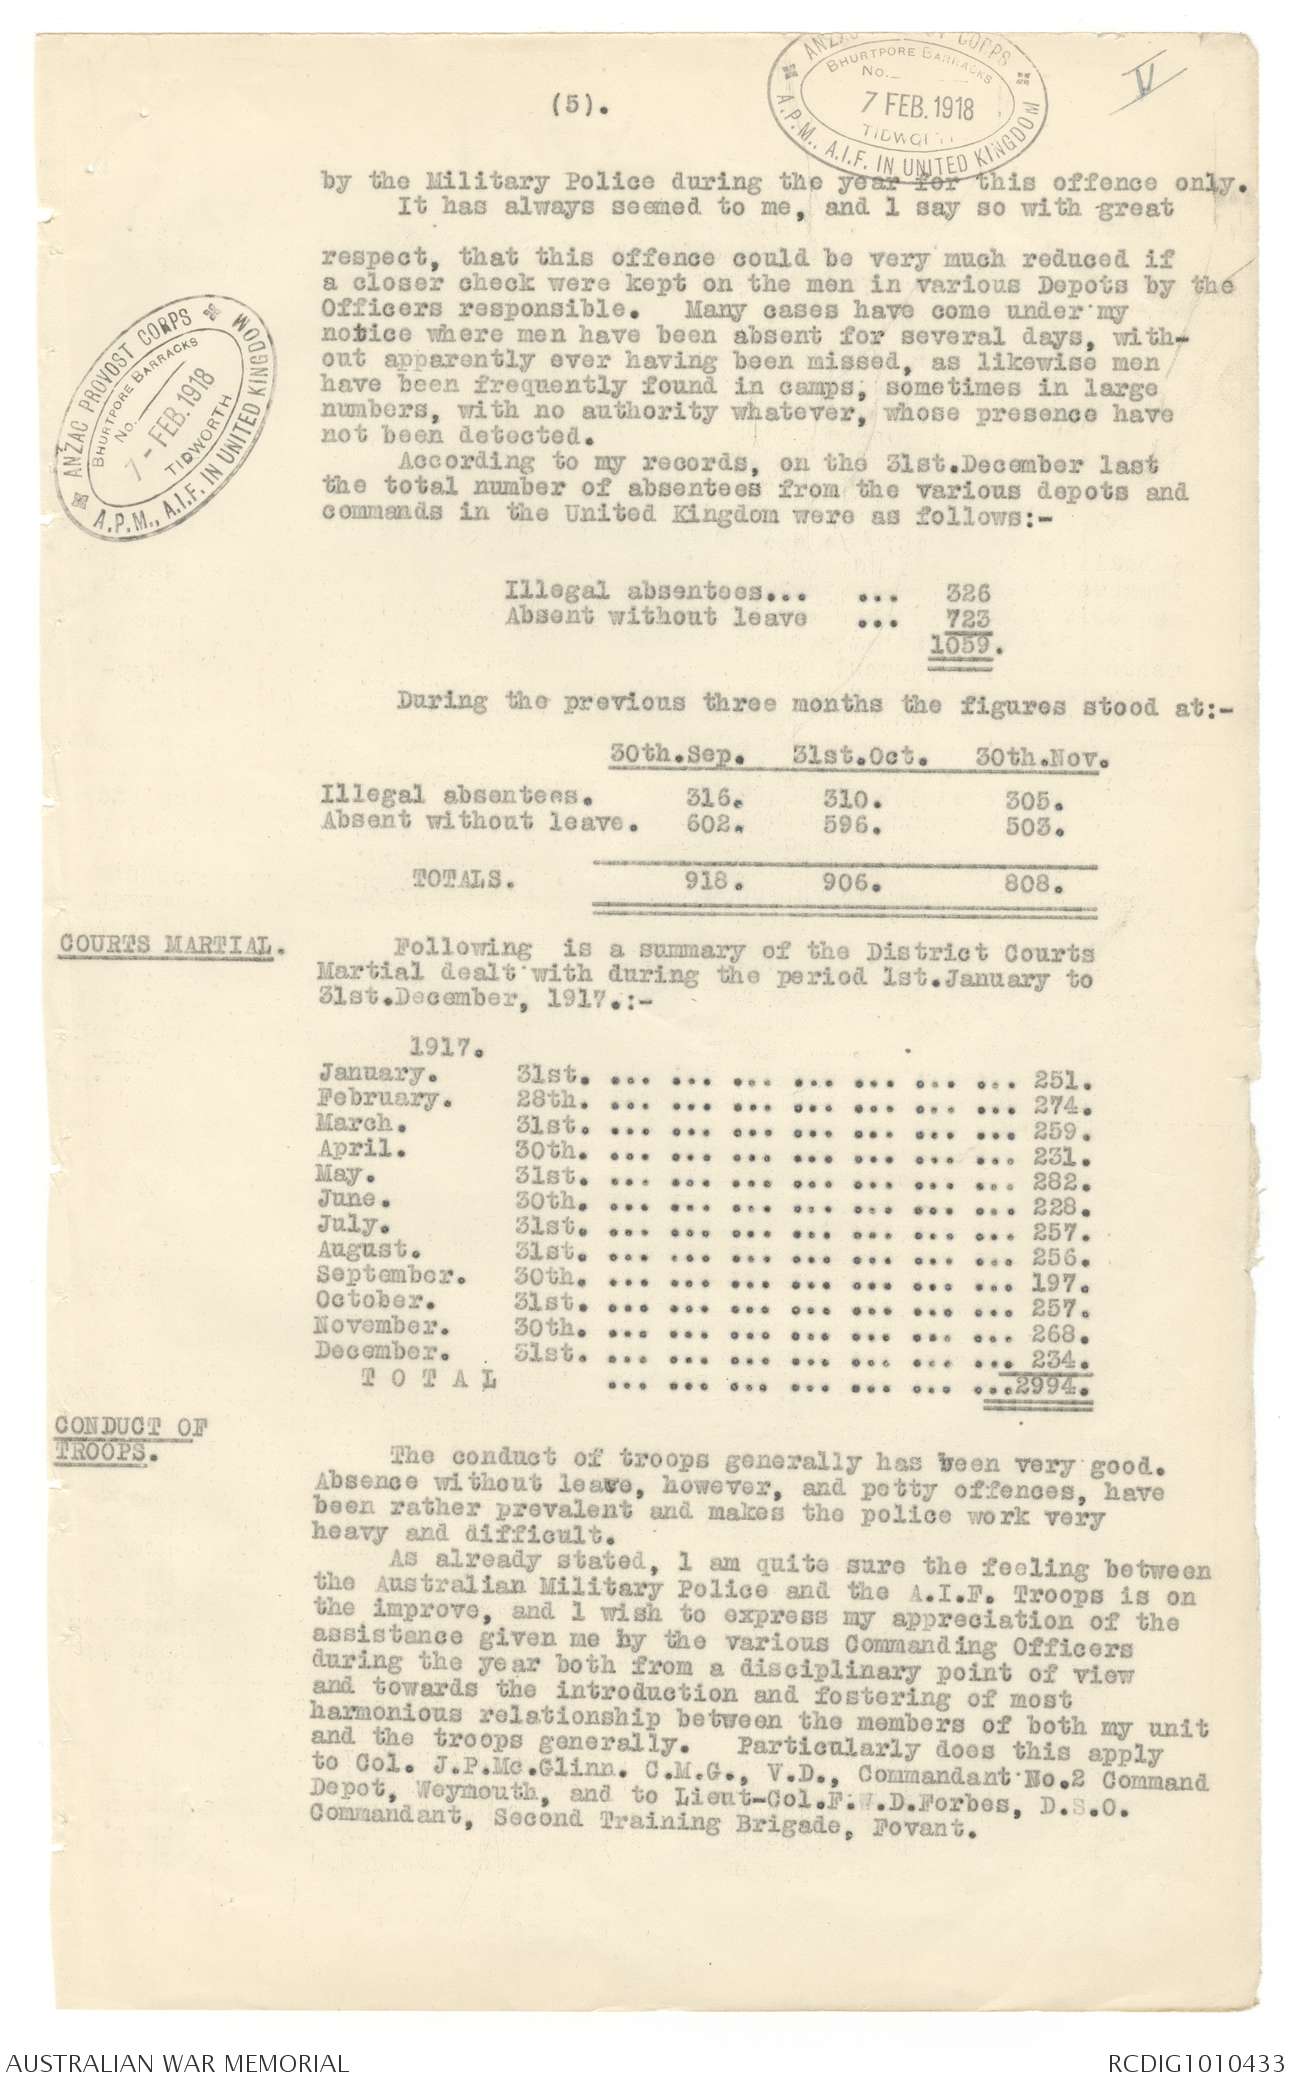 (5).
ANZAC PROVOST CORPS
BHURTPORE BARRACKS
No.
7 FEB. 1918
TIDWORTH
A.P.M., A.I.F. IN UNITED KINGDOM
V
by the Military Police during the year for this offence only.
It has always seemed to me, and 1 say so with great
respect, that this offence could be very much reduced if
a closer check were kept on the men in various Depots by the
Officers responsible. Many cases have come under my
notice where men have been absent for several days, with-
out apparently ever having been missed, as likewise men
have been frequently found in camps, sometimes in large
numbers, with no authority whatever, whose presence have
not been detected.
ANZAC PROVOST CORPS
BHURTPORE BARRACKS
No.
7 - FEB. 1918
TIDWORTH
A.P.M., A.I.F. IN UNITED KINGDOM
According to my records, on the 31st.December last
the total number of absentees from the various depots and
commands in the United Kingdom were as follows:-
Illegal absentees... ... 326
Absent without leave ... 723
1059.
During the previous three months the figures stood at:-
30th.Sep. 31st.Oct. 30th.Nov.
Illegal absentees. 316. 310. 305.
Absent without leave. 602. 596. 503.
TOTALS. 918. 906. 808.
COURTS MARTIAL. Following is a summary of the District Courts
Martial dealt with during the period 1st.January to
31st.December, 1917.:-
1917.
January. 31st. ... ... ... ... ... ... ... 251.
February. 28th. ... ... ... ... ... ... ... 274.
March. 31st. ... ... ... ... ... ... ... 259.
April. 30th. ... ... ... ... ... ... ... 231.
May. 31st. ... ... ... ... ... ... ... 282.
June. 30th. ... ... ... ... ... ... ... 228.
July. 31st. ... ... ... ... ... ... ... 257.
August. 31st. ... ... ... ... ... ... ... 256.
September. 30th. ... ... ... ... ... ... ... 197.
October. 31st. ... ... ... ... ... ... ... 257.
November. 30th. ... ... ... ... ... ... ... 268.
December. 31st. ... ... ... ... ... ... ... 234.
T O T A L ... ... ... ... ... ... ...2994.
CONDUCT OF
TROOPS.
The conduct of troops generally has been very good.
Absence without leave, however, and petty offences, have
been rather prevalent and makes the police work very
heavy and difficult.
As already stated, 1 am quite sure the feeling between
the Australian Military Police and the A.I.F. Troops is on
the improve, and 1 wish to express my appreciation of the
assistance given me by the various Commanding Officers
during the year both from a disciplinary point of view
and towards the introduction and fostering of most
harmonious relationship between the members of both my unit
and the troops generally. Particularly does this apply
to Col. J.P.Mc.Glinn. C.M.G., V.D., Commandant No.2 Command
Depot, Weymouth, and to Lieut-Col.F.W.D.Forbes, D.S.O.
Commandant, Second Training Brigade, Fovant.
AUSTRALIAN WAR MEMORIAL
RCDIG1010433